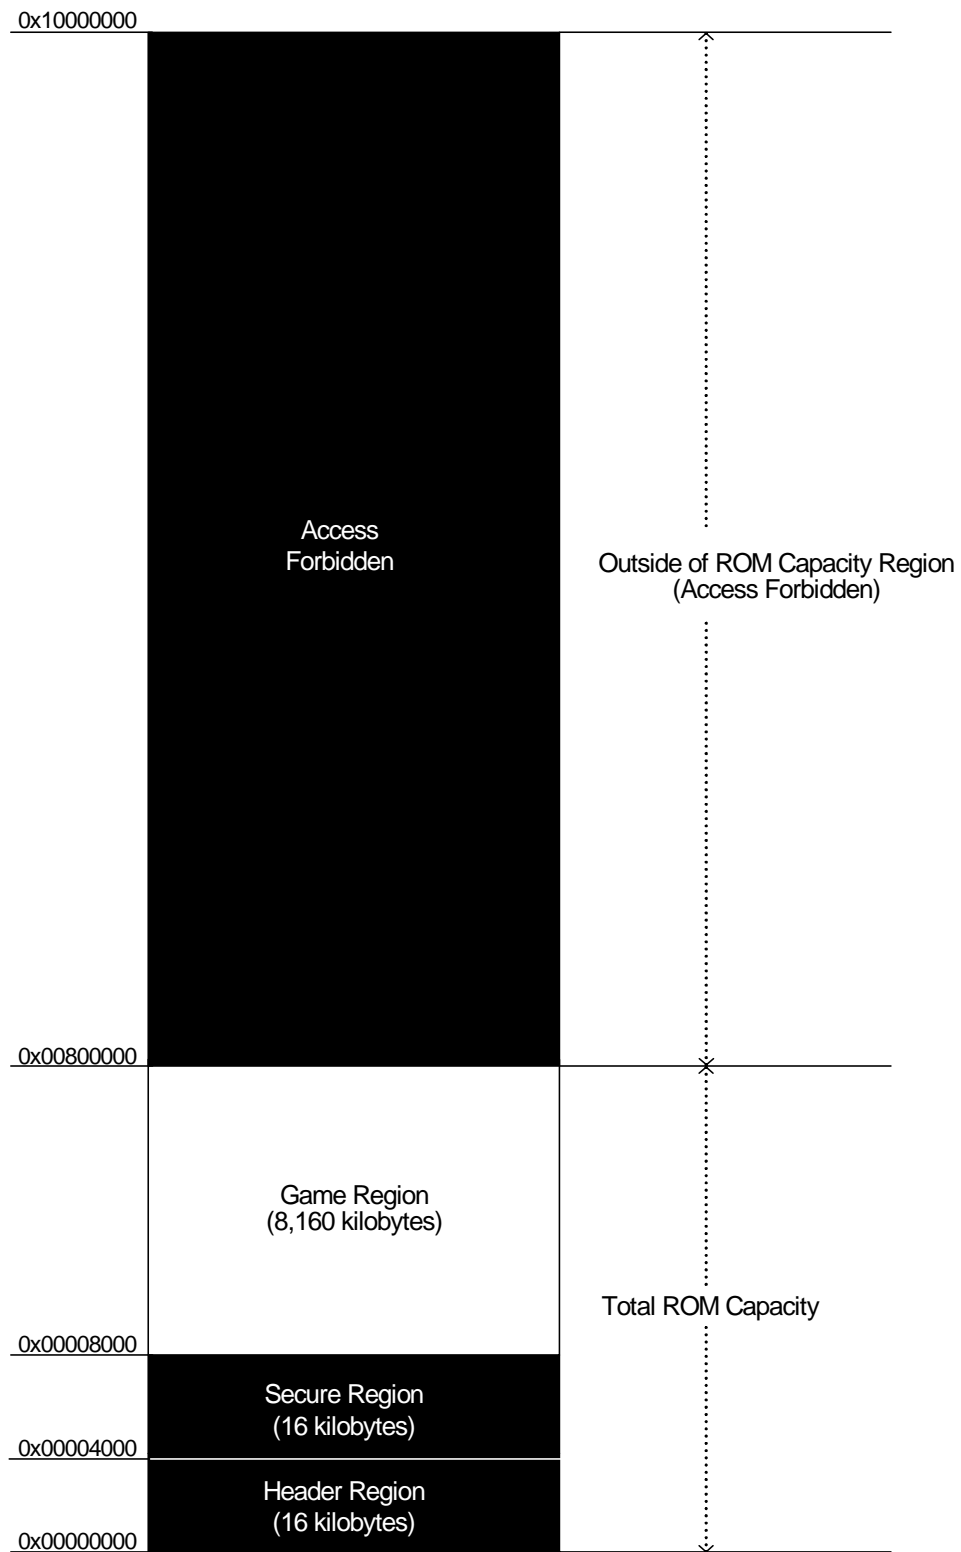 0x10000000
Access
Forbidden
Outside of ROM Capacity Region
(Access Forbidden)
0x00800000
Game Region
(8,160 kilobytes)
Total ROM Capacity
0x00008000
Secure Region
(16 kilobytes)
0x00004000
Header Region
(16 kilobytes)
0x00000000